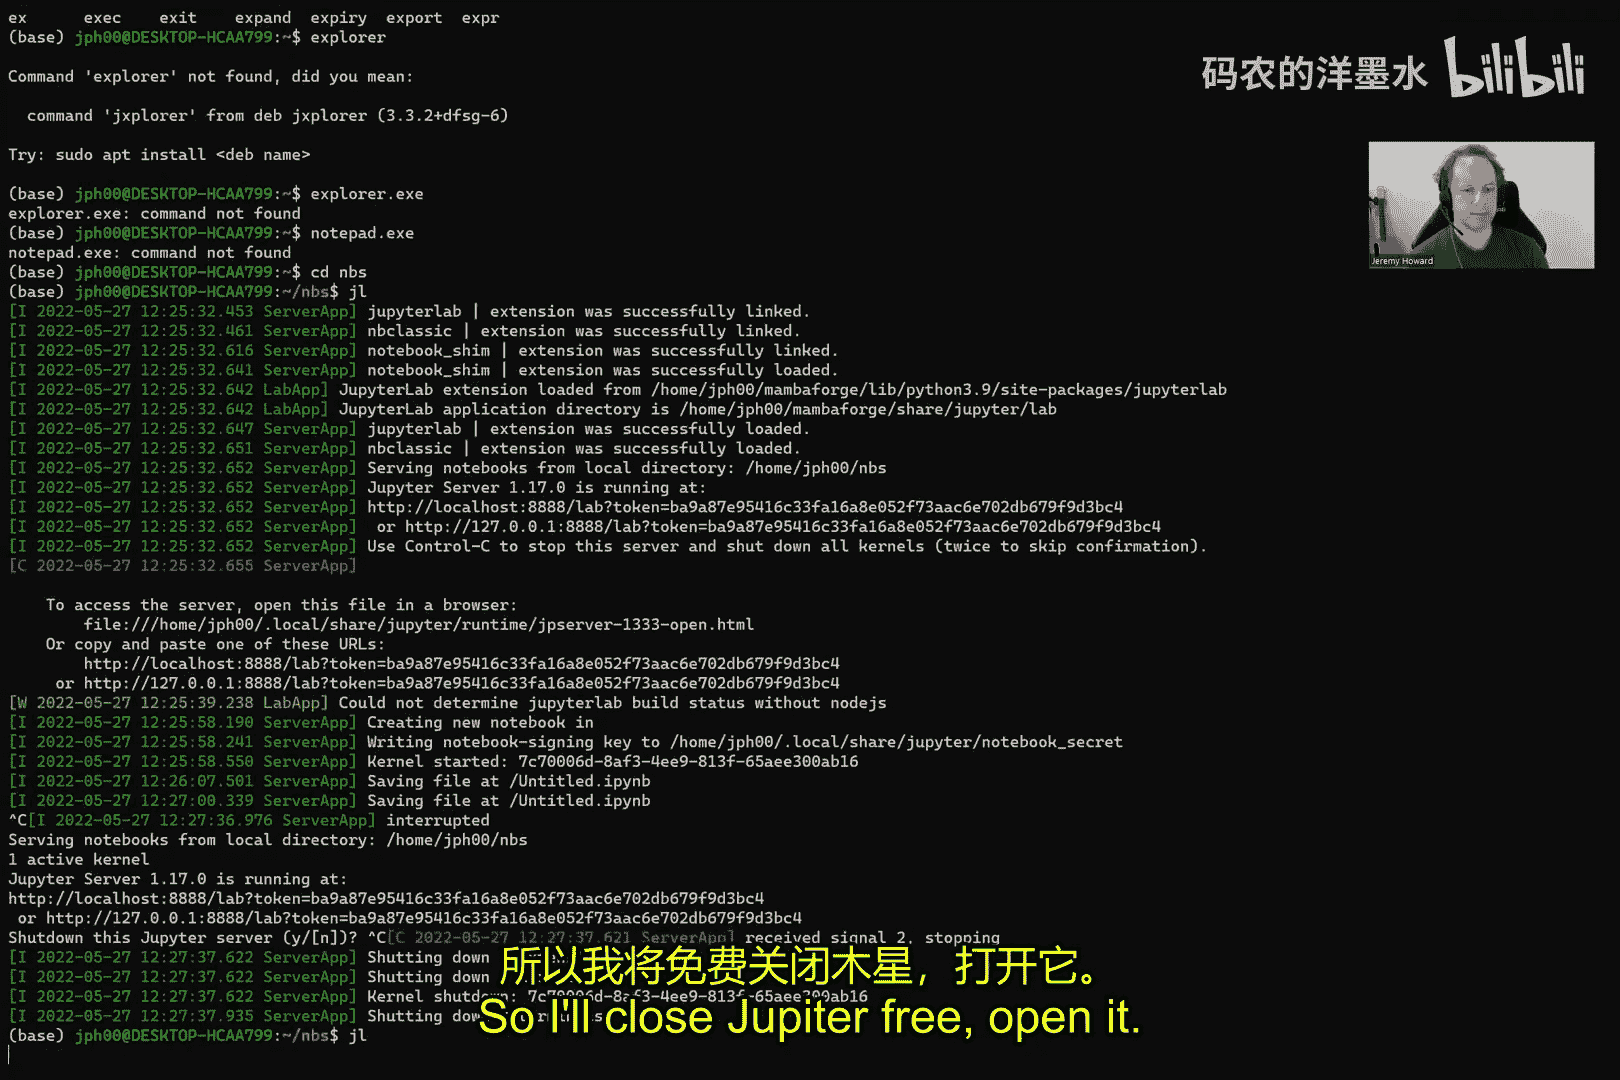 ex      exec    exit    expand  expiry  export  expr
(base) jph00@DESKTOP-HCAA799:~$ explorer
Command 'explorer' not found, did you mean:
command 'jxplorer' from deb jxplorer (3.3.2+dfsg-6)
Try: sudo apt install <deb name>
(base) jph00@DESKTOP-HCAA799:~$ explorer.exe
explorer.exe: command not found
(base) jph00@DESKTOP-HCAA799:~$ notepad.exe
notepad.exe: command not found
(base) jph00@DESKTOP-HCAA799:~$ cd nbs
(base) jph00@DESKTOP-HCAA799:~/nbs$ jl
[I 2022-05-27 12:25:32.453 ServerApp] jupyterlab | extension was successfully linked.
[I 2022-05-27 12:25:32.461 ServerApp] nbclassic | extension was successfully linked.
[I 2022-05-27 12:25:32.616 ServerApp] notebook_shim | extension was successfully linked.
[I 2022-05-27 12:25:32.641 ServerApp] notebook_shim | extension was successfully loaded.
[I 2022-05-27 12:25:32.642 LabApp] JupyterLab extension loaded from /home/jph00/mambaforge/lib/python3.9/site-packages/jupyterlab
[I 2022-05-27 12:25:32.642 LabApp] JupyterLab application directory is /home/jph00/mambaforge/share/jupyter/lab
[I 2022-05-27 12:25:32.647 ServerApp] jupyterlab | extension was successfully loaded.
[I 2022-05-27 12:25:32.651 ServerApp] nbclassic | extension was successfully loaded.
[I 2022-05-27 12:25:32.652 ServerApp] Serving notebooks from local directory: /home/jph00/nbs
[I 2022-05-27 12:25:32.652 ServerApp] Jupyter Server 1.17.0 is running at:
[I 2022-05-27 12:25:32.652 ServerApp] http://localhost:8888/lab?token=ba9a87e95416c33fa16a8e052f73aac6e702db679f9d3bc4
[I 2022-05-27 12:25:32.652 ServerApp]  or http://127.0.0.1:8888/lab?token=ba9a87e95416c33fa16a8e052f73aac6e702db679f9d3bc4
[I 2022-05-27 12:25:32.652 ServerApp] Use Control-C to stop this server and shut down all kernels (twice to skip confirmation).
[C 2022-05-27 12:25:32.655 ServerApp]
To access the server, open this file in a browser:
file:///home/jph00/.local/share/jupyter/runtime/jpserver-1333-open.html
Or copy and paste one of these URLs:
http://localhost:8888/lab?token=ba9a87e95416c33fa16a8e052f73aac6e702db679f9d3bc4
or http://127.0.0.1:8888/lab?token=ba9a87e95416c33fa16a8e052f73aac6e702db679f9d3bc4
[W 2022-05-27 12:25:39.238 LabApp] Could not determine jupyterlab build status without nodejs
[I 2022-05-27 12:25:58.190 ServerApp] Creating new notebook in
[I 2022-05-27 12:25:58.241 ServerApp] Writing notebook-signing key to /home/jph00/.local/share/jupyter/notebook_secret
[I 2022-05-27 12:25:58.550 ServerApp] Kernel started: 7c70006d-8af3-4ee9-813f-65aee300ab16
[I 2022-05-27 12:26:07.501 ServerApp] Saving file at /Untitled.ipynb
[I 2022-05-27 12:27:00.339 ServerApp] Saving file at /Untitled.ipynb
^C[I 2022-05-27 12:27:36.976 ServerApp] interrupted
Serving notebooks from local directory: /home/jph00/nbs
1 active kernel
Jupyter Server 1.17.0 is running at:
http://localhost:8888/lab?token=ba9a87e95416c33fa16a8e052f73aac6e702db679f9d3bc4
or http://127.0.0.1:8888/lab?token=ba9a87e95416c33fa16a8e052f73aac6e702db679f9d3bc4
Shutdown this Jupyter server (y/[n])? ^C[C 2022-05-27 12:27:37.621 ServerApp] received signal 2, stopping
[I 2022-05-27 12:27:37.622 ServerApp] Shutting down
[I 2022-05-27 12:27:37.622 ServerApp] Shutting down
[I 2022-05-27 12:27:37.622 ServerApp] Kernel shutdown: 7c70006d-8af3-4ee9-813f-65aee300ab16
[I 2022-05-27 12:27:37.935 ServerApp] Shutting
(base) jph00@DESKTOP-HCAA799:~/nbs$ jl
码农的洋墨水 bilibili
Jeremy Howard
所以我将免费关闭木星，打开它。
So I'll close Jupiter free, open it.